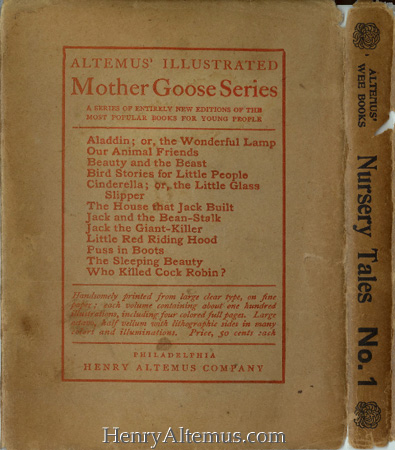 ALTEMUS' ILLUSTRATED
Mother Goose Series
A SERIES OF ENTIRELY NEW EDITIONS OF THE
MOST POPULAR BOOKS FOR YOUNG PEOPLE
Aladdin; or, the Wonderful Lamp
Our Animal Friends
Beauty and the Beast
Bird Stories for Little People
Cinderella; or, the Little Glass
Slipper
The House that Jack Built
Jack and the Bean-Stalk
Jack the Giant-Killer
Little Red Riding Hood
Puss in Boots
The Sleeping Beauty
Who Killed Cock Robin?
Handsomely printed from large clear type, on fine
paper; each volume containing about one hundred
illustrations, including four colored full pages. Large
half vellum with lithographic sides in many
colors and illuminations. Price, 50 cents each
PHILADELPHIA
HENRY ALTEMUS COMPANY
ALTEMUS'
WEE BOOKS
Nursery Tales No. 1
HenryAltemus.com